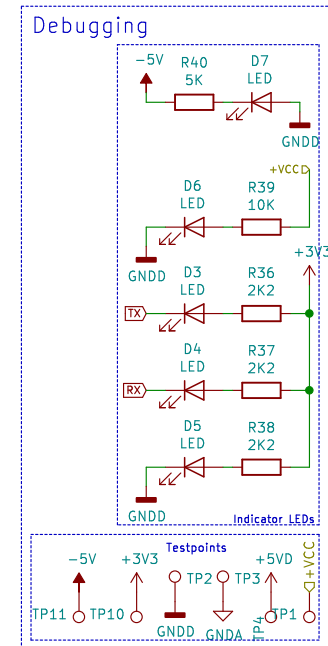 Debugging
-5V
R40
5K
D7
LED
GNDD
+VCC
D6
LED
R39
10K
GNDD
+3V3
D3
LED
R36
2K2
TX
D4
LED
R37
2K2
RX
D5
LED
R38
2K2
GNDD
Indicator LEDs
Testpoints
-5V
+3V3
TP2
TP3
+5VD
+VCC
TP11
TP10
GNDD
GNDA
TP4
TP1